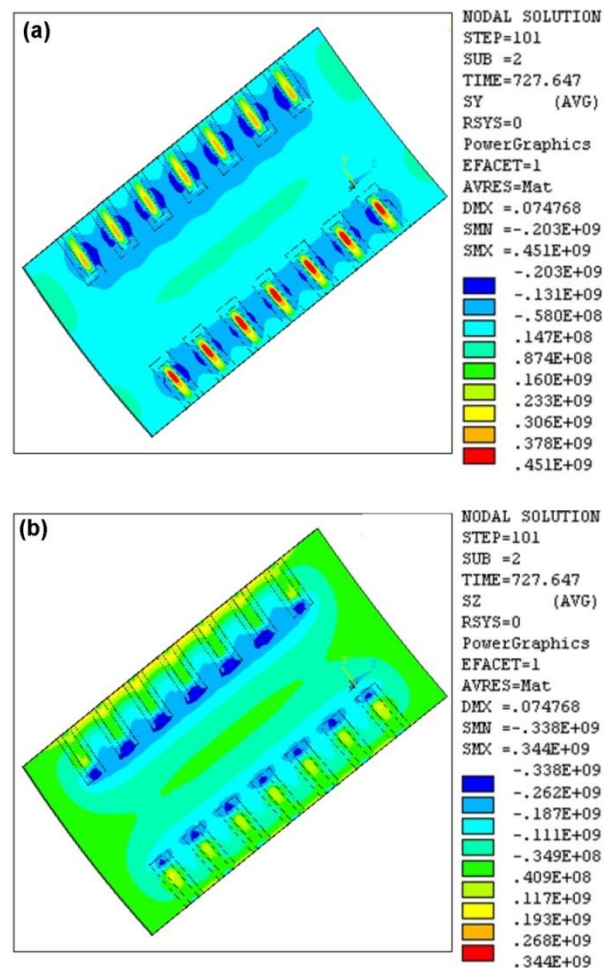 (a)
NODAL SOLUTION
STEP=101
SUB =2
TIME=727.647
SY (AVG)
RSYS=0
PowerGraphics
EFACET=1
AVRES=Mat
DMX =.074768
SMN =-.203E+09
SMX =.451E+09
-.203E+09
-.131E+09
-.580E+08
.147E+08
.874E+08
.160E+09
.233E+09
.306E+09
.378E+09
.451E+09
(b)
NODAL SOLUTION
STEP=101
SUB =2
TIME=727.647
SZ (AVG)
RSYS=0
PowerGraphics
EFACET=1
AVRES=Mat
DMX =.074768
SMN =-.338E+09
SMX =.344E+09
-.338E+09
-.262E+09
-.187E+09
-.111E+09
-.349E+08
.409E+08
.117E+09
.193E+09
.268E+09
.344E+09